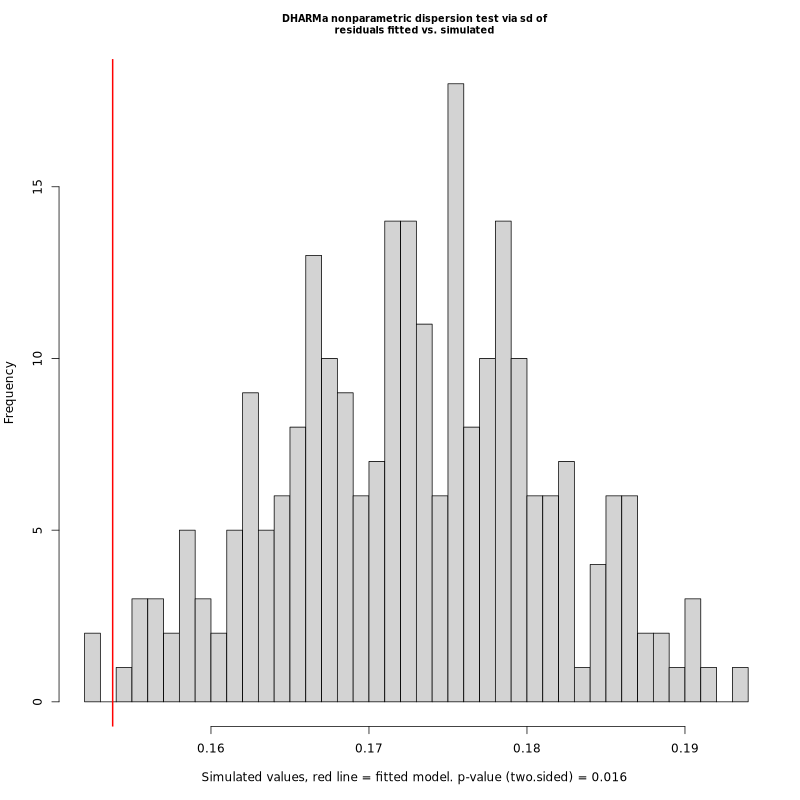 DHARMa nonparametric dispersion test via sd of
residuals fitted vs. simulated
Frequency
15
10
5
0
0.16 0.17 0.18 0.19
Simulated values, red line = fitted model. p-value (two.sided) = 0.016